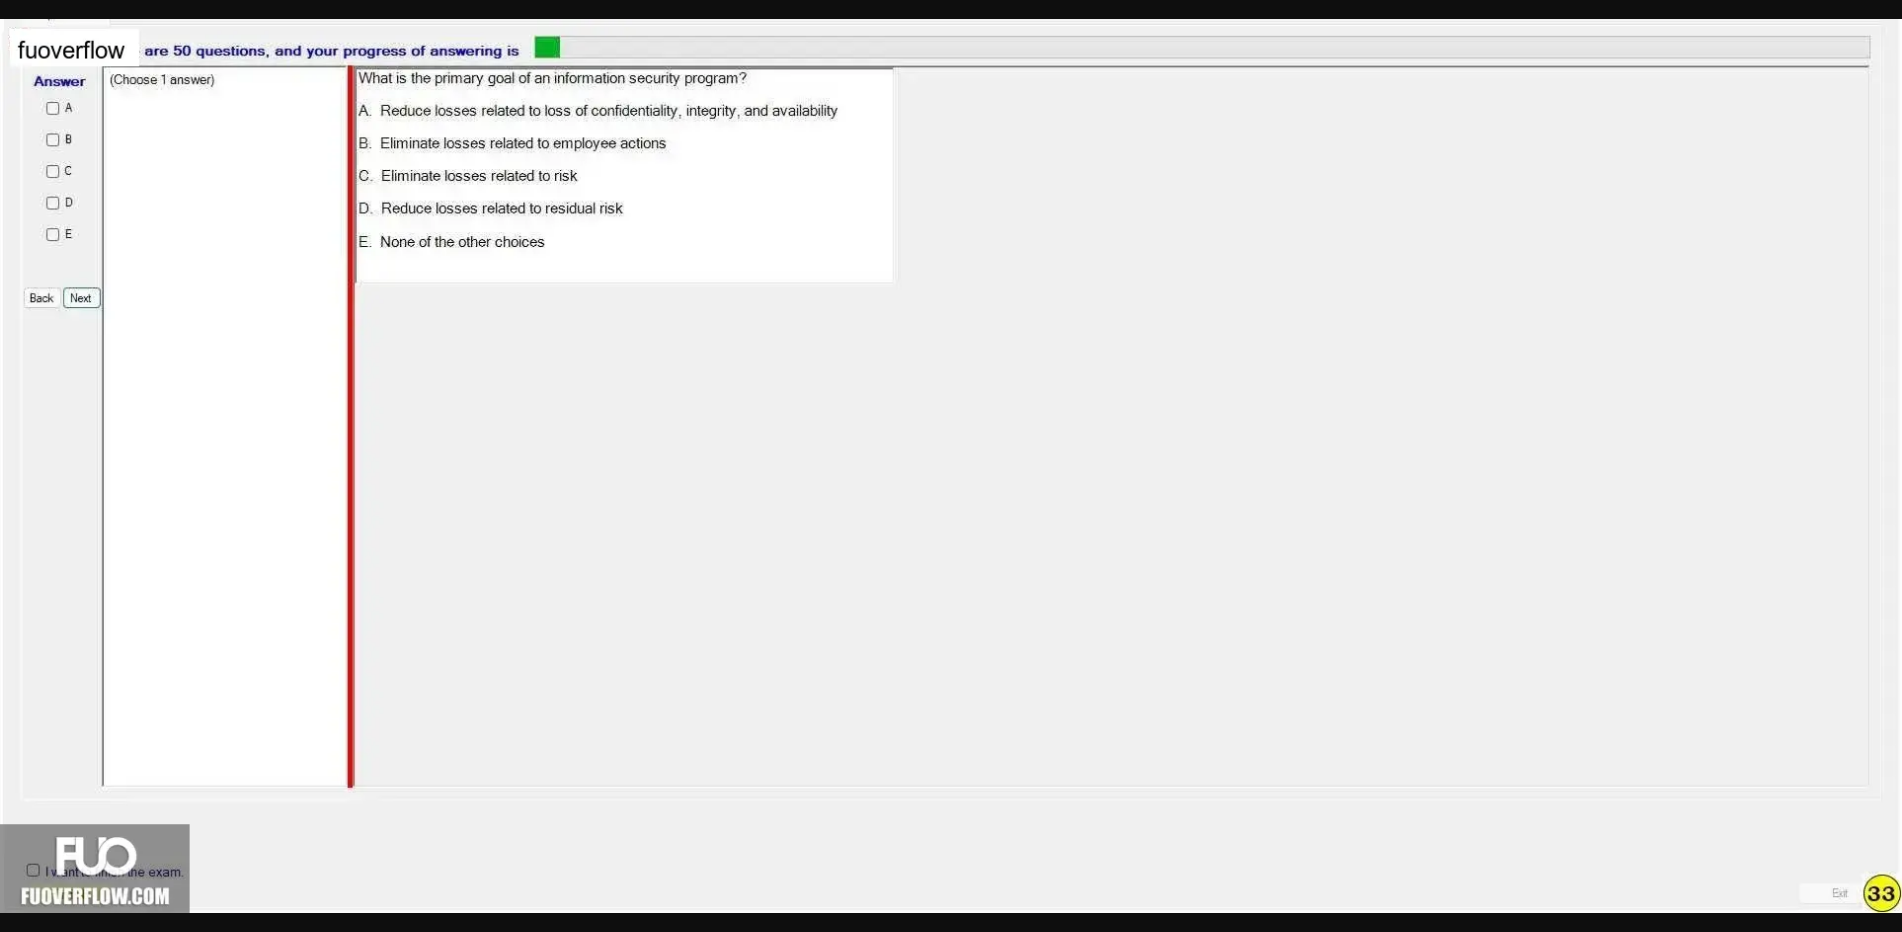 fuoverflow are 50 questions, and your progress of answering is
Answer
(Choose 1 answer)
A
B
C
D
E
Back Next
What is the primary goal of an information security program?
A. Reduce losses related to loss of confidentiality, integrity, and availability
B. Eliminate losses related to employee actions
C. Eliminate losses related to risk
D. Reduce losses related to residual risk
E. None of the other choices
FUO
I the exam.
FUOVERFLOW.COM
Exit
33